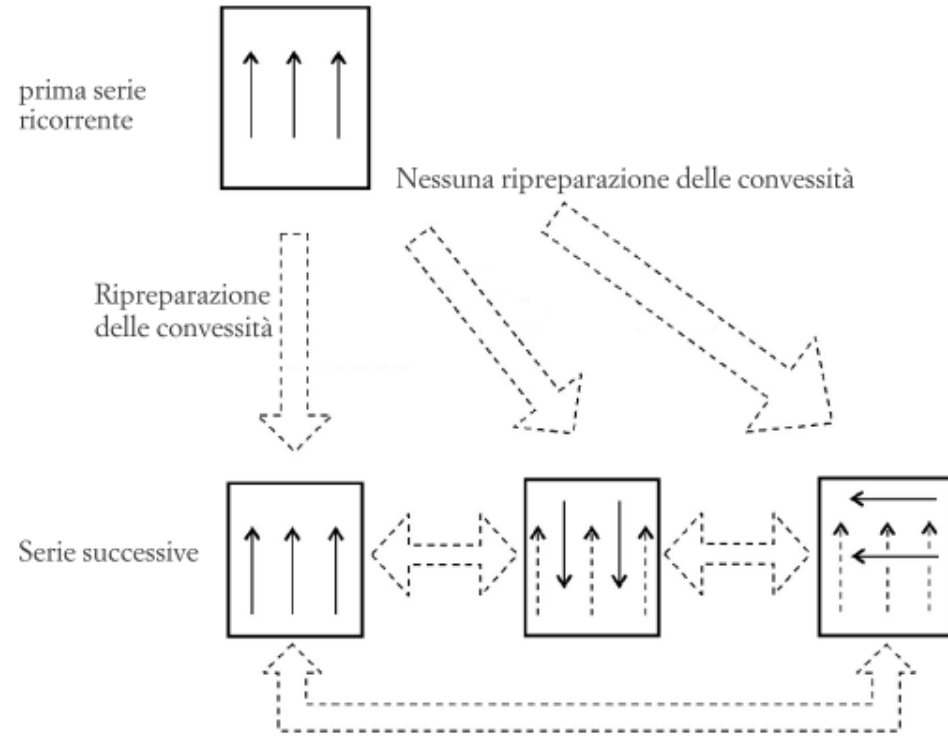 prima serie
ricorrente
Nessuna ripreparazione delle convessità
Ripreparazione
delle convessità
Serie successive